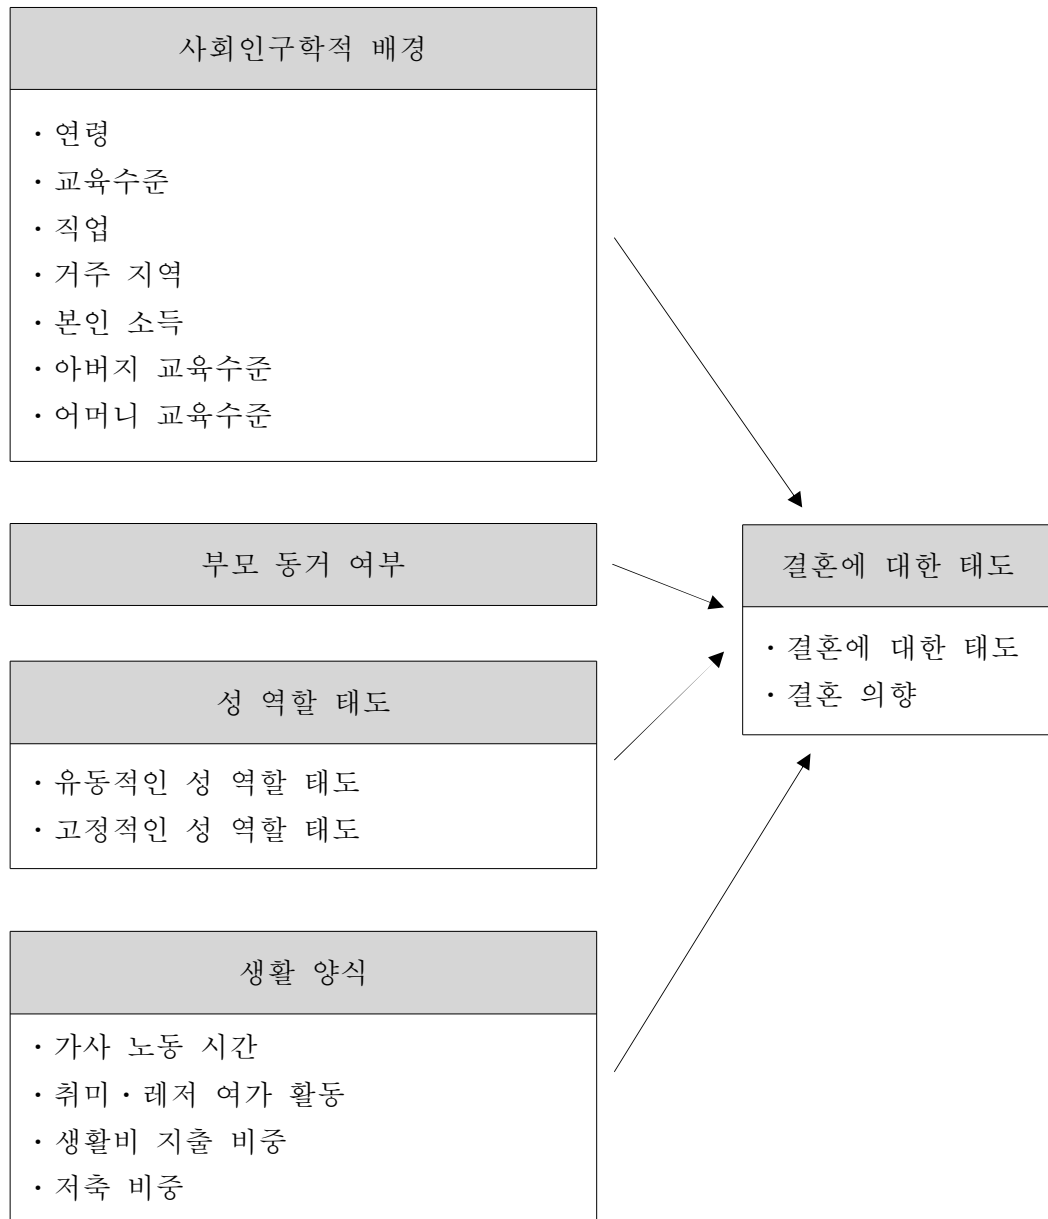 사회인구학적 배경
· 연령
· 교육수준
· 직업
· 거주 지역
· 본인 소득
· 아버지 교육수준
· 어머니 교육수준
부모 동거 여부
성 역할 태도
· 유동적인 성 역할 태도
· 고정적인 성 역할 태도
생활 양식
· 가사 노동 시간
· 취미 · 레저 여가 활동
· 생활비 지출 비중
· 저축 비중
결혼에 대한 태도
· 결혼에 대한 태도
· 결혼 의향